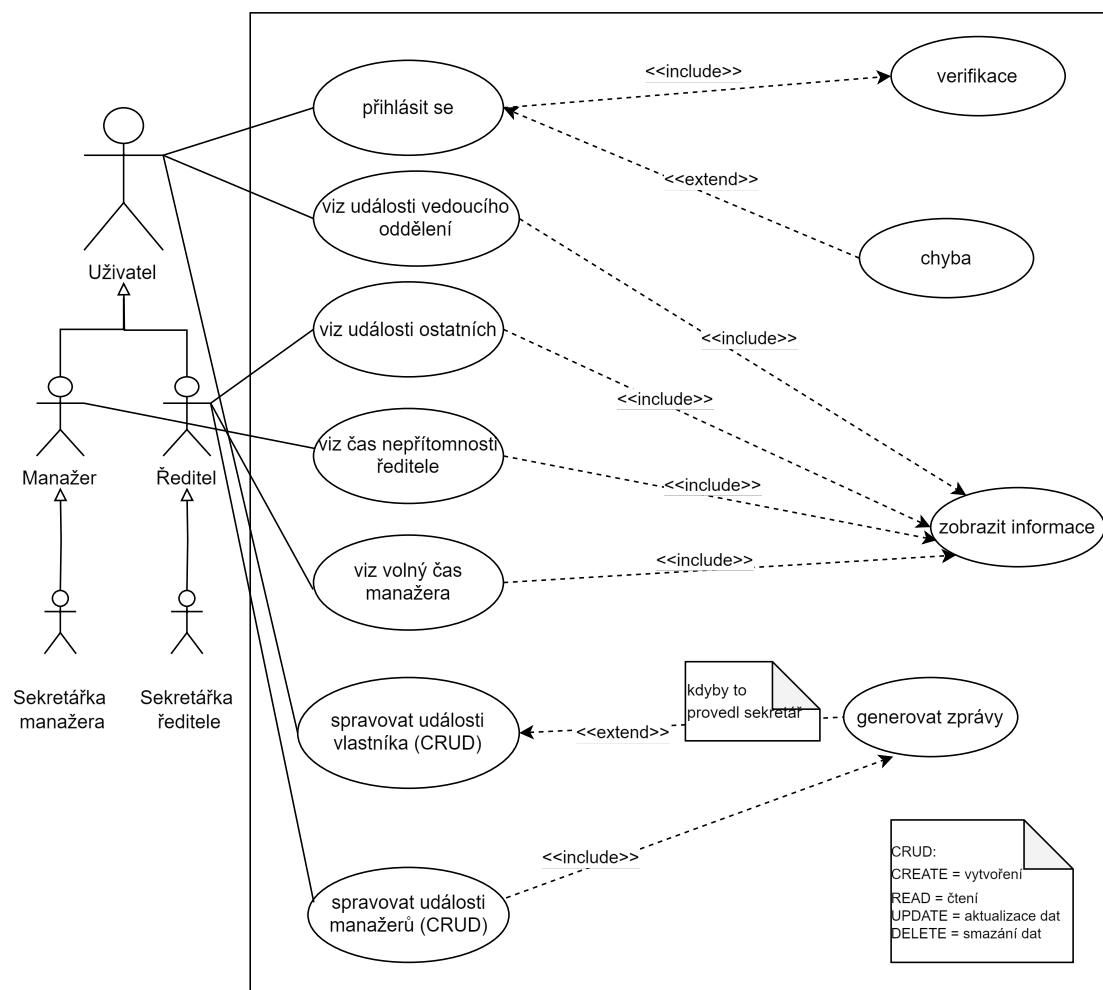 <<include>>
verifikace
přihlásit se
<<extend>>
viz události vedoucího
oddělení
chyba
Uživatel
viz události ostatních
<<include>>
<<include>>
viz čas nepřítomnosti
ředitele
Manažer
Ředitel
<<include>>
zobrazit informace
viz volný čas
manažera
<<include>>
Sekretářka
manažera
Sekretářka
ředitele
kdyby to
provedl sekretář
spravovat události
vlastníka (CRUD)
<<extend>>
generovat zprávy
<<include>>
CRUD:
CREATE = vytvoření
READ = čtení
UPDATE = aktualizace dat
DELETE = smazání dat
spravovat události
manažerů (CRUD)